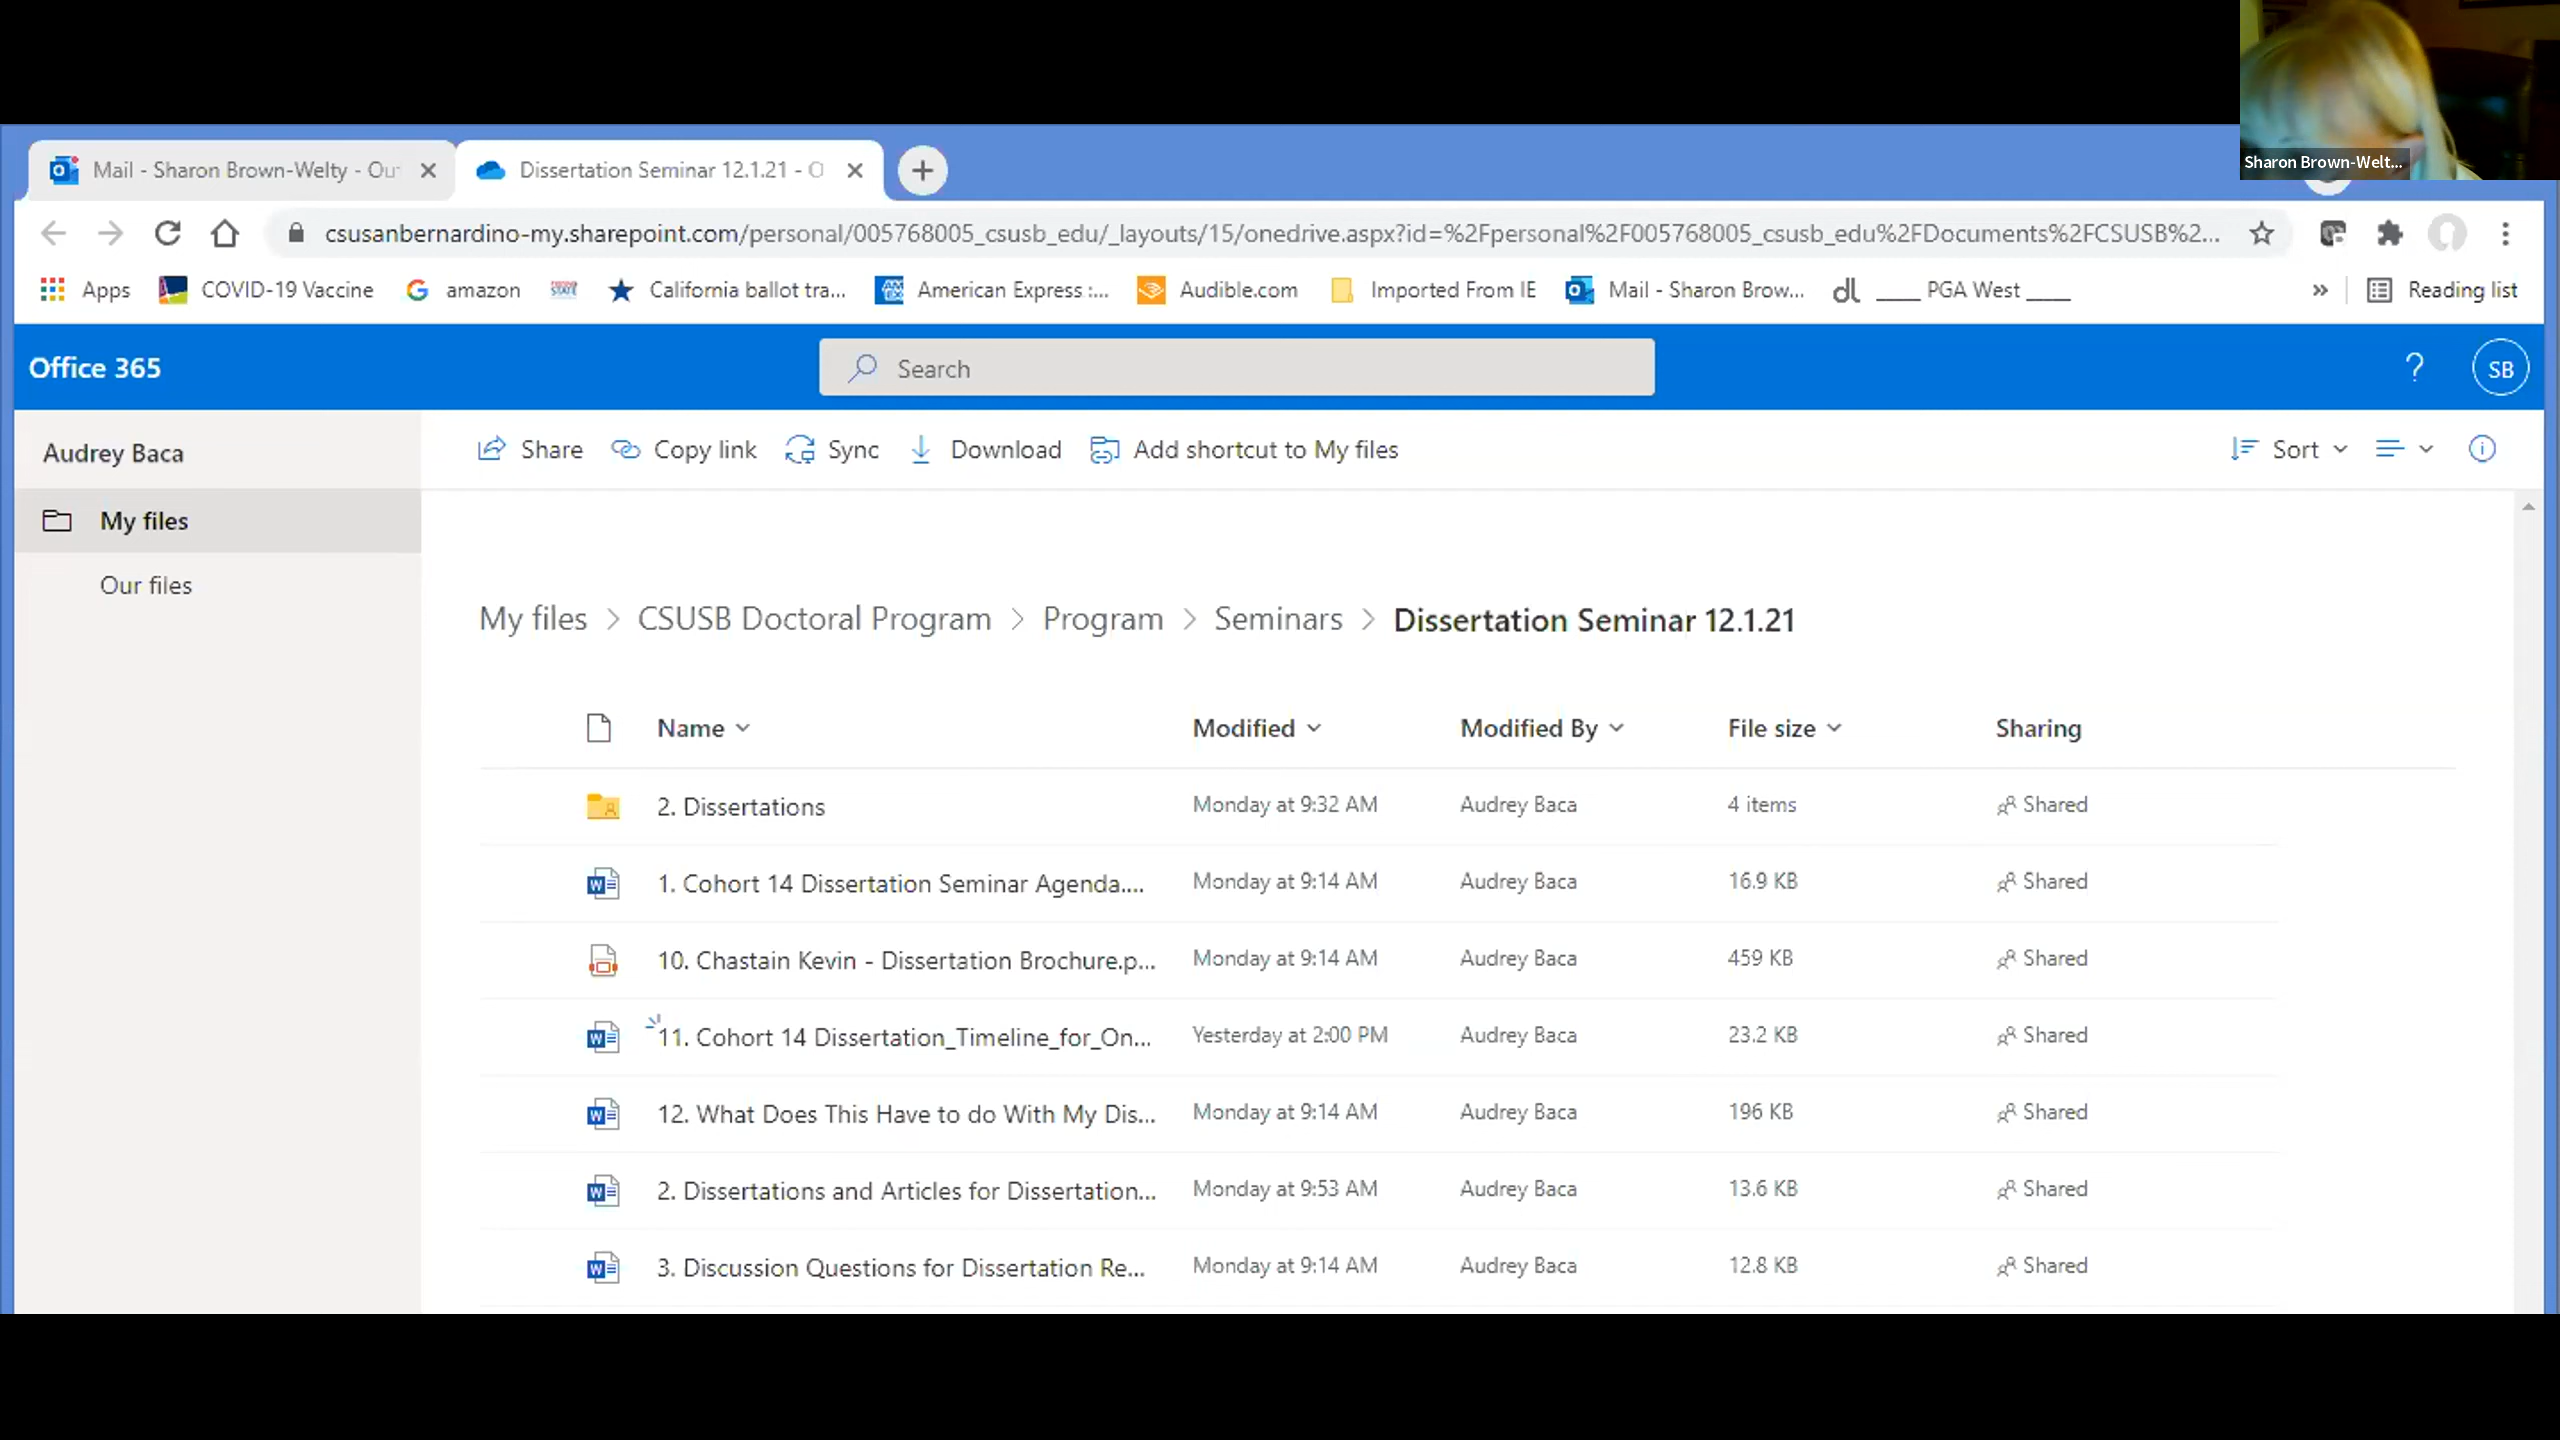 Sharon Brown-Welt...
Mail - Sharon Brown-Welty - Ou
Dissertation Seminar 12.1.21 - O
csusanbernardino-my.sharepoint.com/personal/005768005_csusb_edu/_layouts/15/onedrive.aspx?id=%2Fpersonal%2F005768005_csusb_edu%2FDocuments%2FCSUSB%2...
Apps COVID-19 Vaccine amazon California ballot tra... American Express :... Audible.com Imported From IE Mail - Sharon Brow... dl ____ PGA West ____ » Reading list
Office 365 Search ? SB
Audrey Baca
My files
Our files
Share Copy link Sync Download Add shortcut to My files Sort
My files > CSUSB Doctoral Program > Program > Seminars > Dissertation Seminar 12.1.21
Name Modified Modified By File size Sharing
2. Dissertations Monday at 9:32 AM Audrey Baca 4 items Shared
1. Cohort 14 Dissertation Seminar Agenda.... Monday at 9:14 AM Audrey Baca 16.9 KB Shared
10. Chastain Kevin - Dissertation Brochure.p... Monday at 9:14 AM Audrey Baca 459 KB Shared
11. Cohort 14 Dissertation_Timeline_for_On... Yesterday at 2:00 PM Audrey Baca 23.2 KB Shared
12. What Does This Have to do With My Dis... Monday at 9:14 AM Audrey Baca 196 KB Shared
2. Dissertations and Articles for Dissertation... Monday at 9:53 AM Audrey Baca 13.6 KB Shared
3. Discussion Questions for Dissertation Re... Monday at 9:14 AM Audrey Baca 12.8 KB Shared